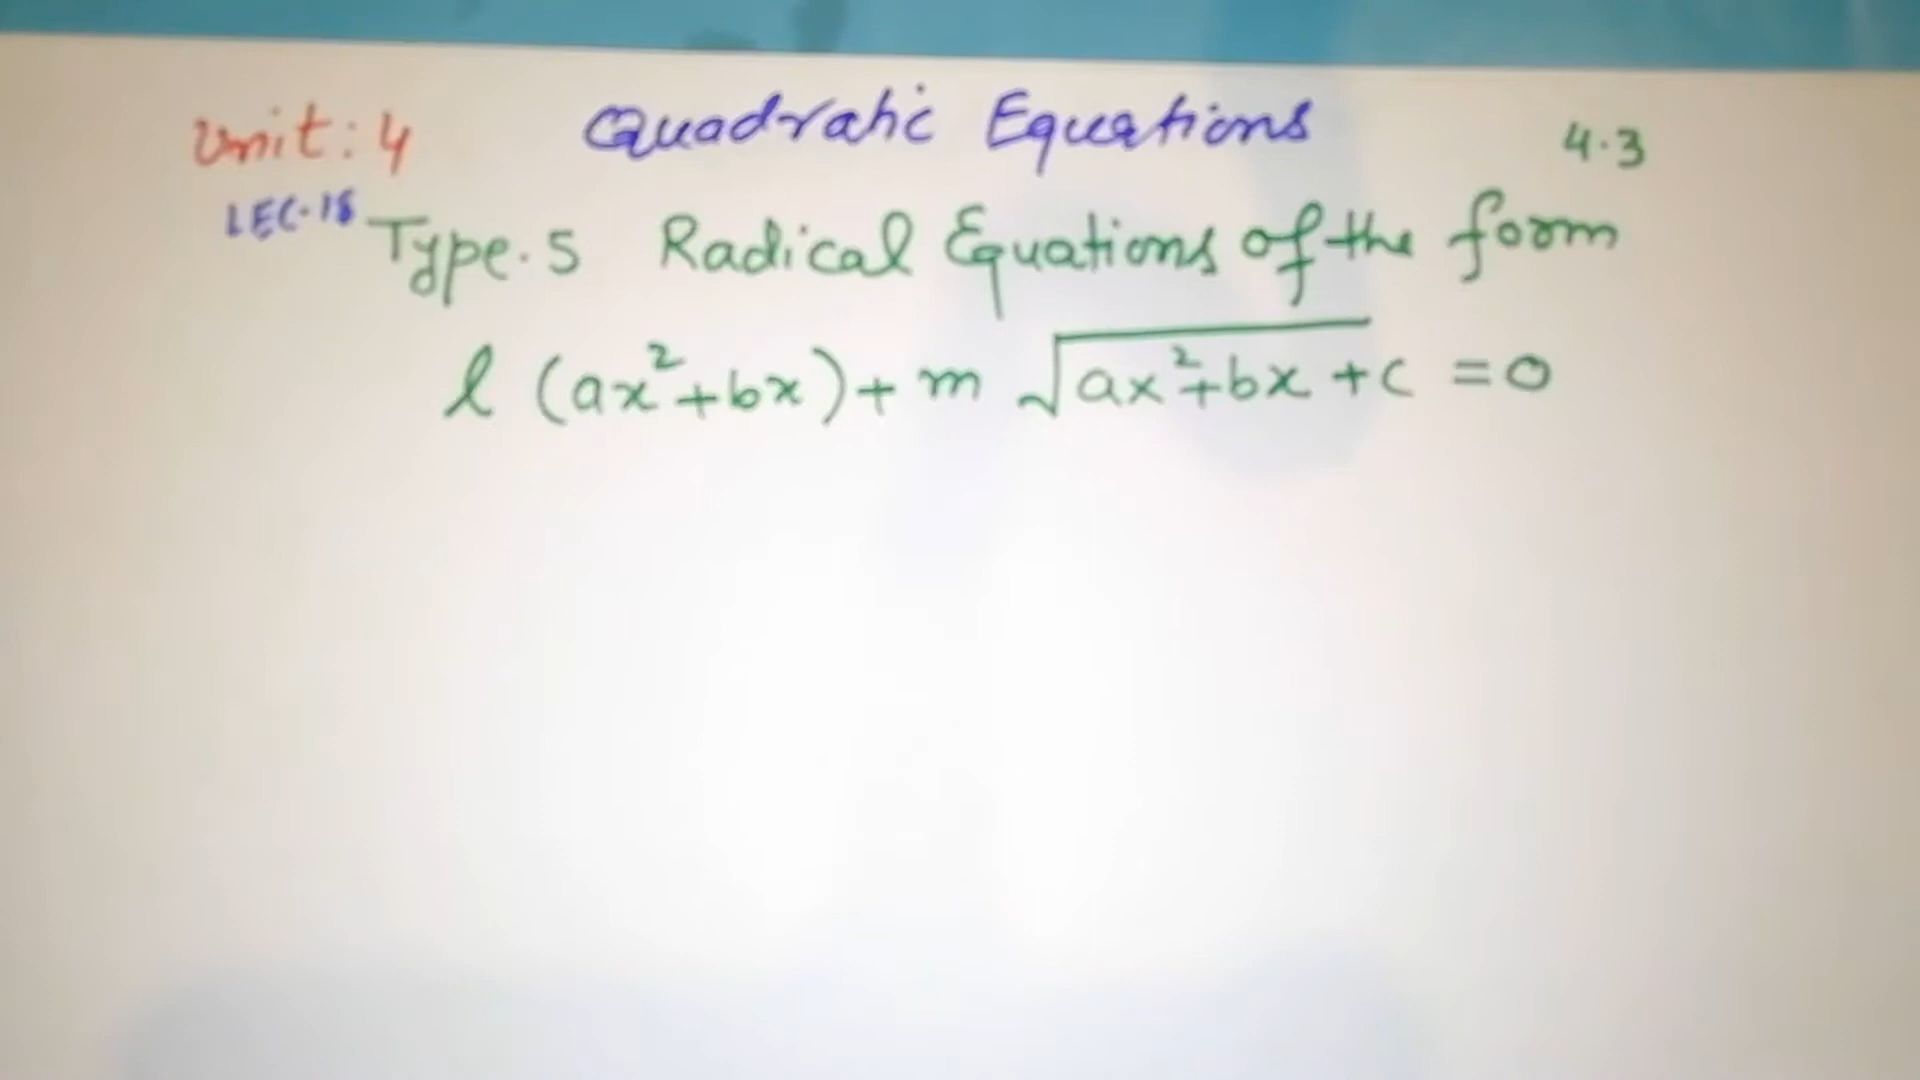 Unit: 4 Quadratic Equations 4.3
LEC-18 Type.5 Radical Equations of the form
l (ax²+bx) + m √ax²+bx+c = 0